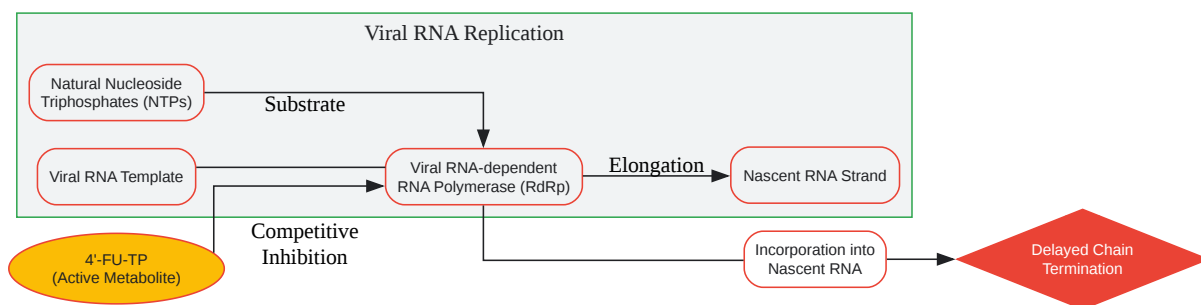 Viral RNA Replication
Natural Nucleoside
Triphosphates (NTPs)
Substrate
Viral RNA Template
Viral RNA-dependent
RNA Polymerase (RdRp)
Elongation
Nascent RNA Strand
4'-FU-TP
(Active Metabolite)
Competitive
Inhibition
Incorporation into
Nascent RNA
Delayed Chain
Termination